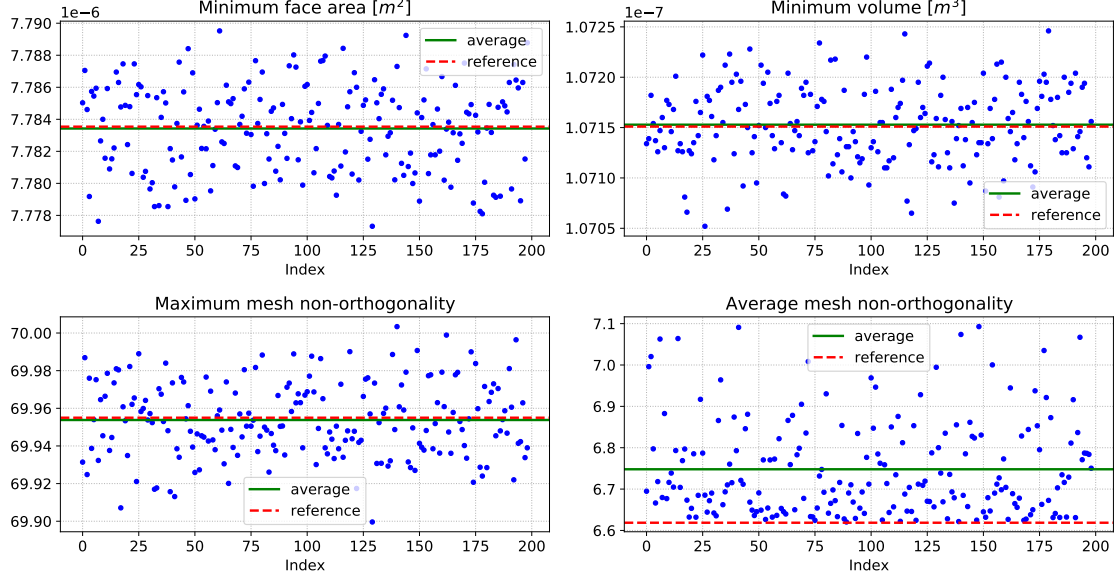 Minimum face area [m²]
1e−6
7.790
7.788
7.786
7.784
7.782
7.780
7.778
average
reference
0 25 50 75 100 125 150 175 200
Index
Minimum volume [m³]
1e−7
1.0725
1.0720
1.0715
1.0710
1.0705
average
reference
0 25 50 75 100 125 150 175 200
Index
Maximum mesh non-orthogonality
70.00
69.98
69.96
69.94
69.92
69.90
average
reference
0 25 50 75 100 125 150 175 200
Index
Average mesh non-orthogonality
7.1
7.0
6.9
6.8
6.7
6.6
average
reference
0 25 50 75 100 125 150 175 200
Index